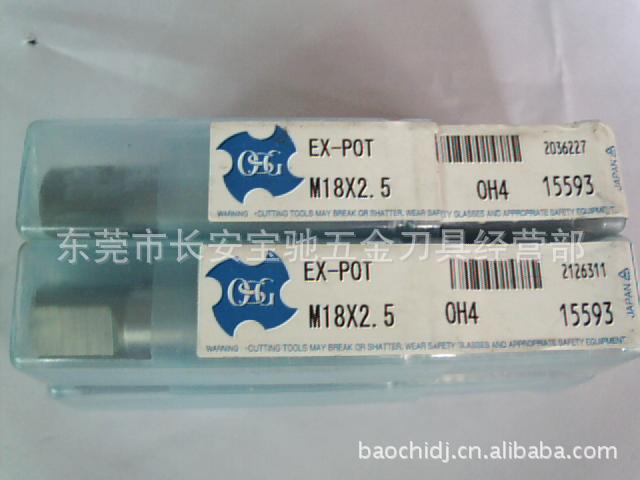 OSG
EX-POT
2036227
M18X2.5 OH4 15593
JAPAN
WARNING CUTTING TOOLS MAY BREAK OR SHATTER, WEAR SAFETY GLASSES AND APPROPRIATE SAFETY EQUIPMENT.
东莞市长安宝驰五金刀具经营部
OSG
EX-POT
2126311
M18X2.5 OH4 15593
JAPAN
WARNING CUTTING TOOLS MAY BREAK OR SHATTER, WEAR SAFETY GLASSES AND APPROPRIATE SAFETY EQUIPMENT.
baochidj.cn.alibaba.com